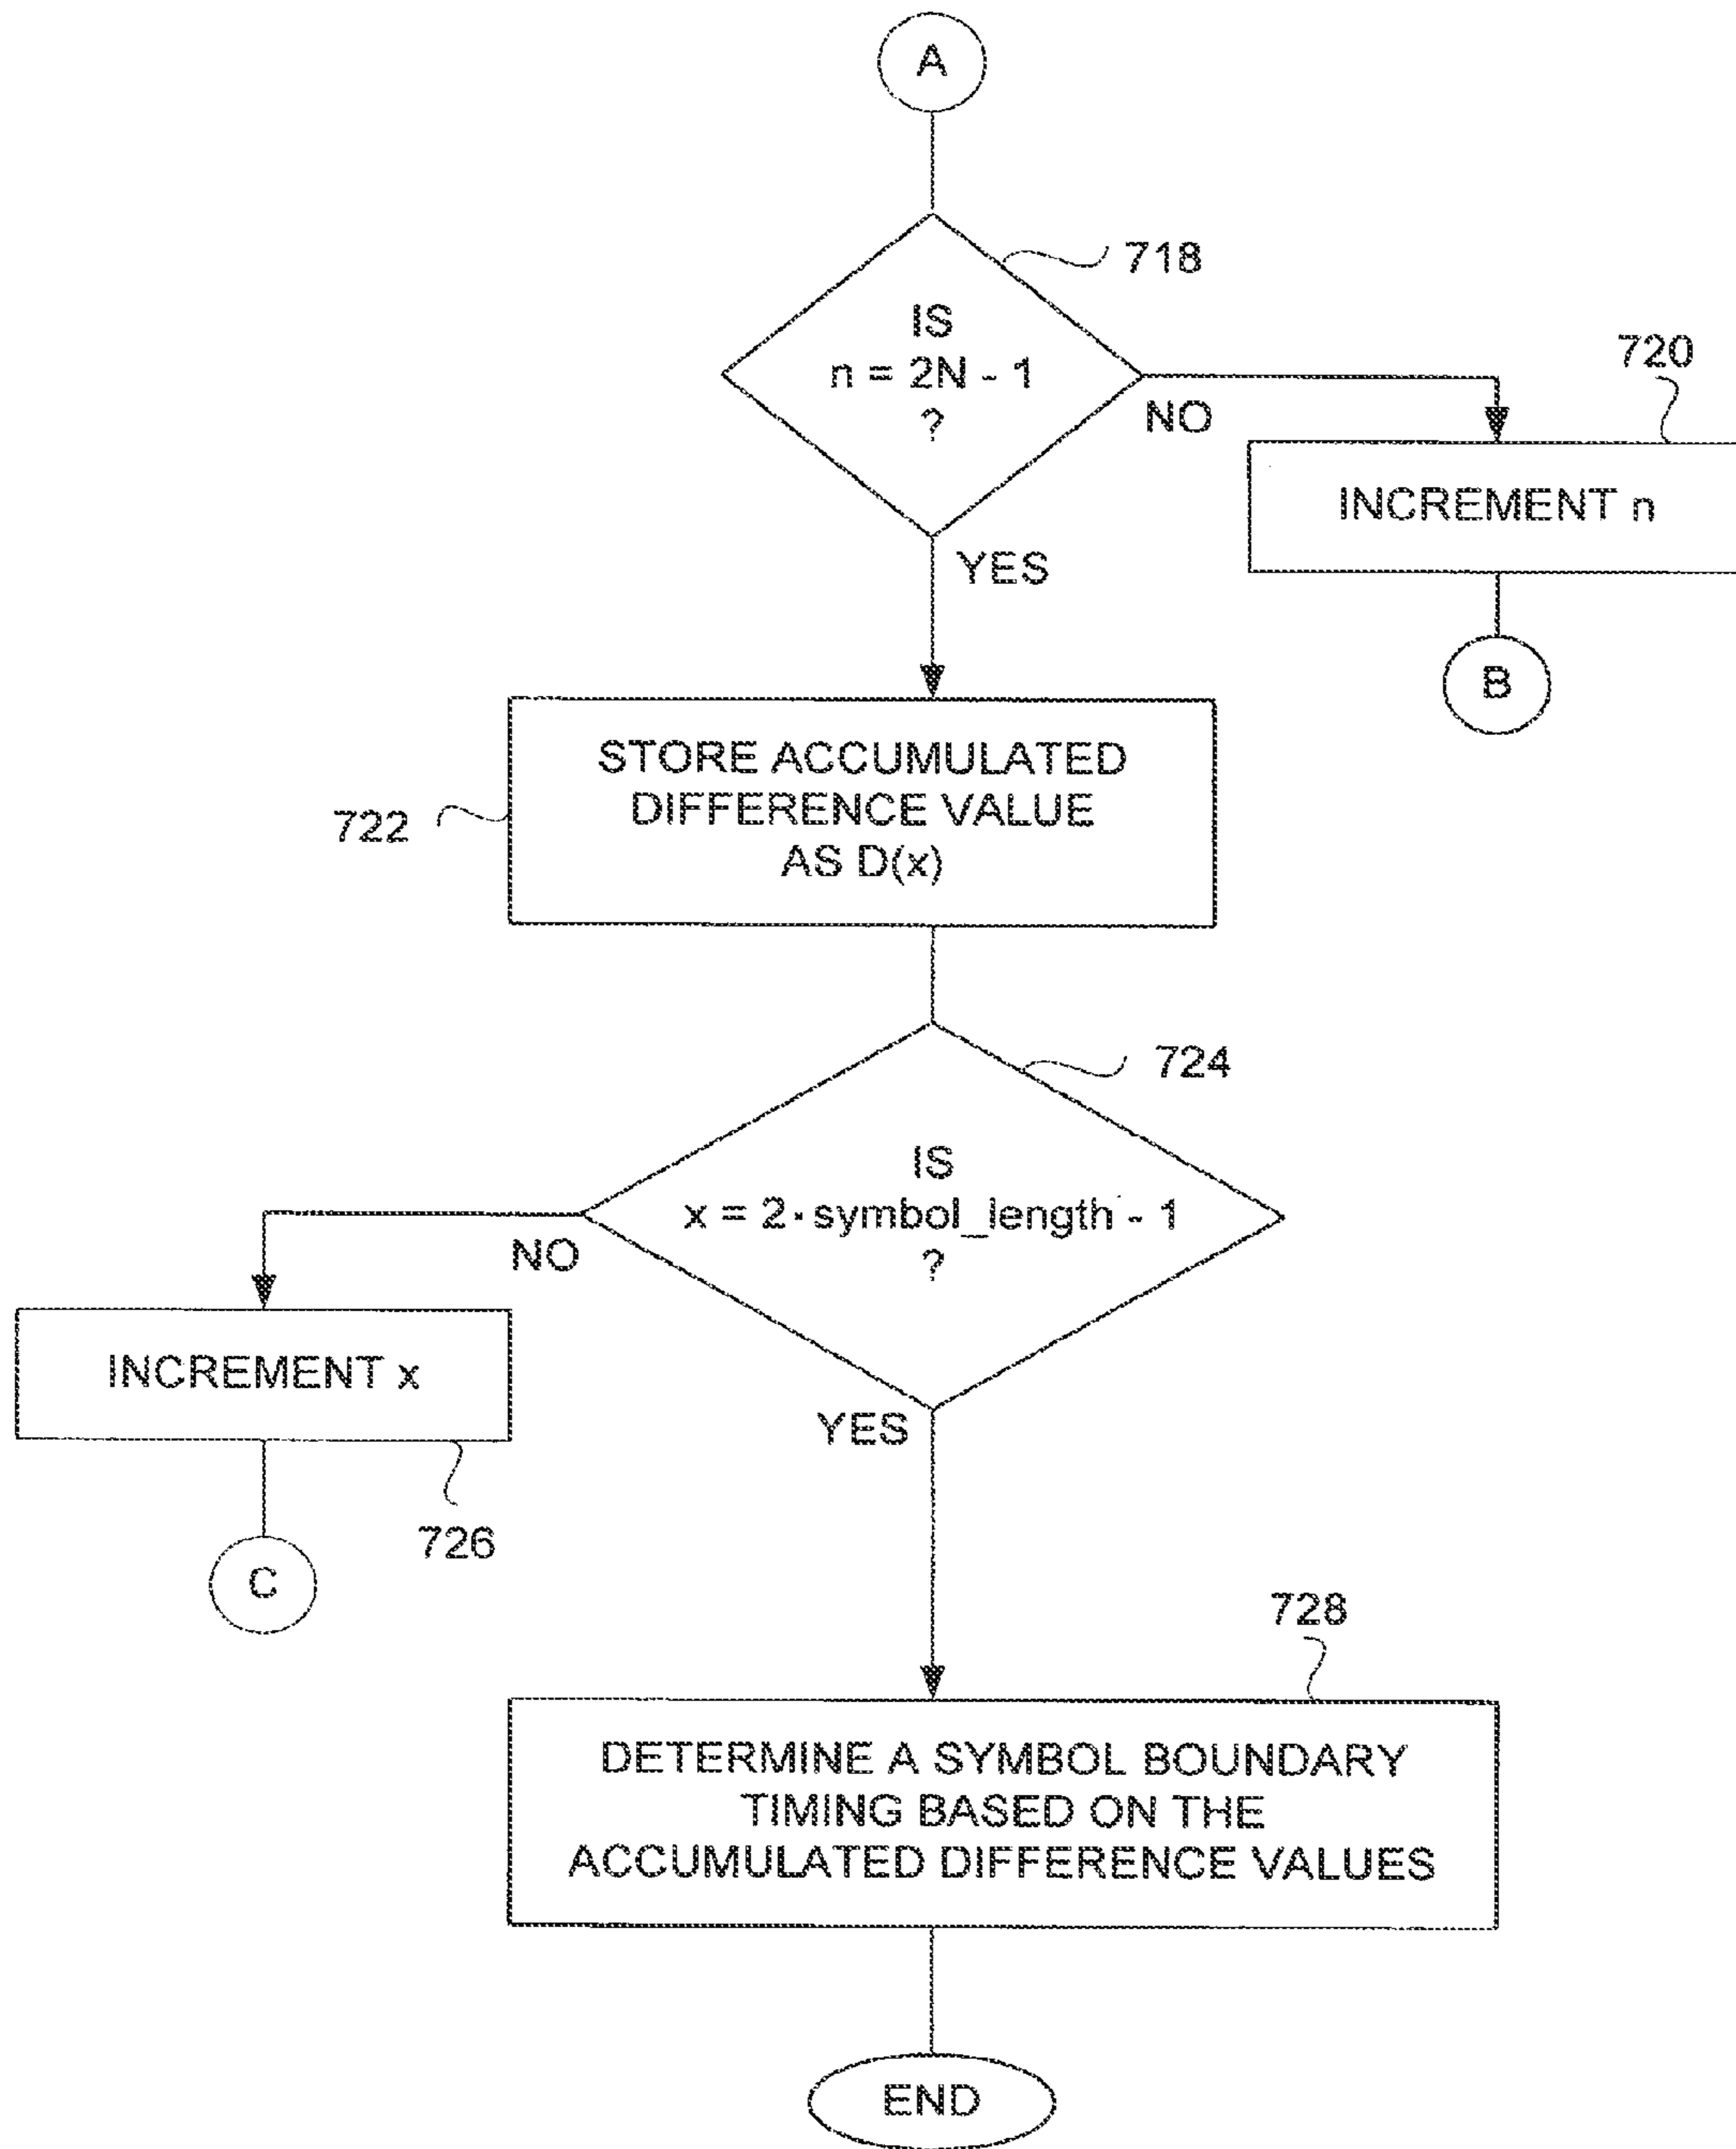 A
718
IS
n = 2N - 1
?
NO
720
INCREMENT n
B
YES
722
STORE ACCUMULATED
DIFFERENCE VALUE
AS D(x)
724
IS
x = 2 · symbol_length - 1
?
NO
INCREMENT x
726
C
YES
728
DETERMINE A SYMBOL BOUNDARY
TIMING BASED ON THE
ACCUMULATED DIFFERENCE VALUES
END